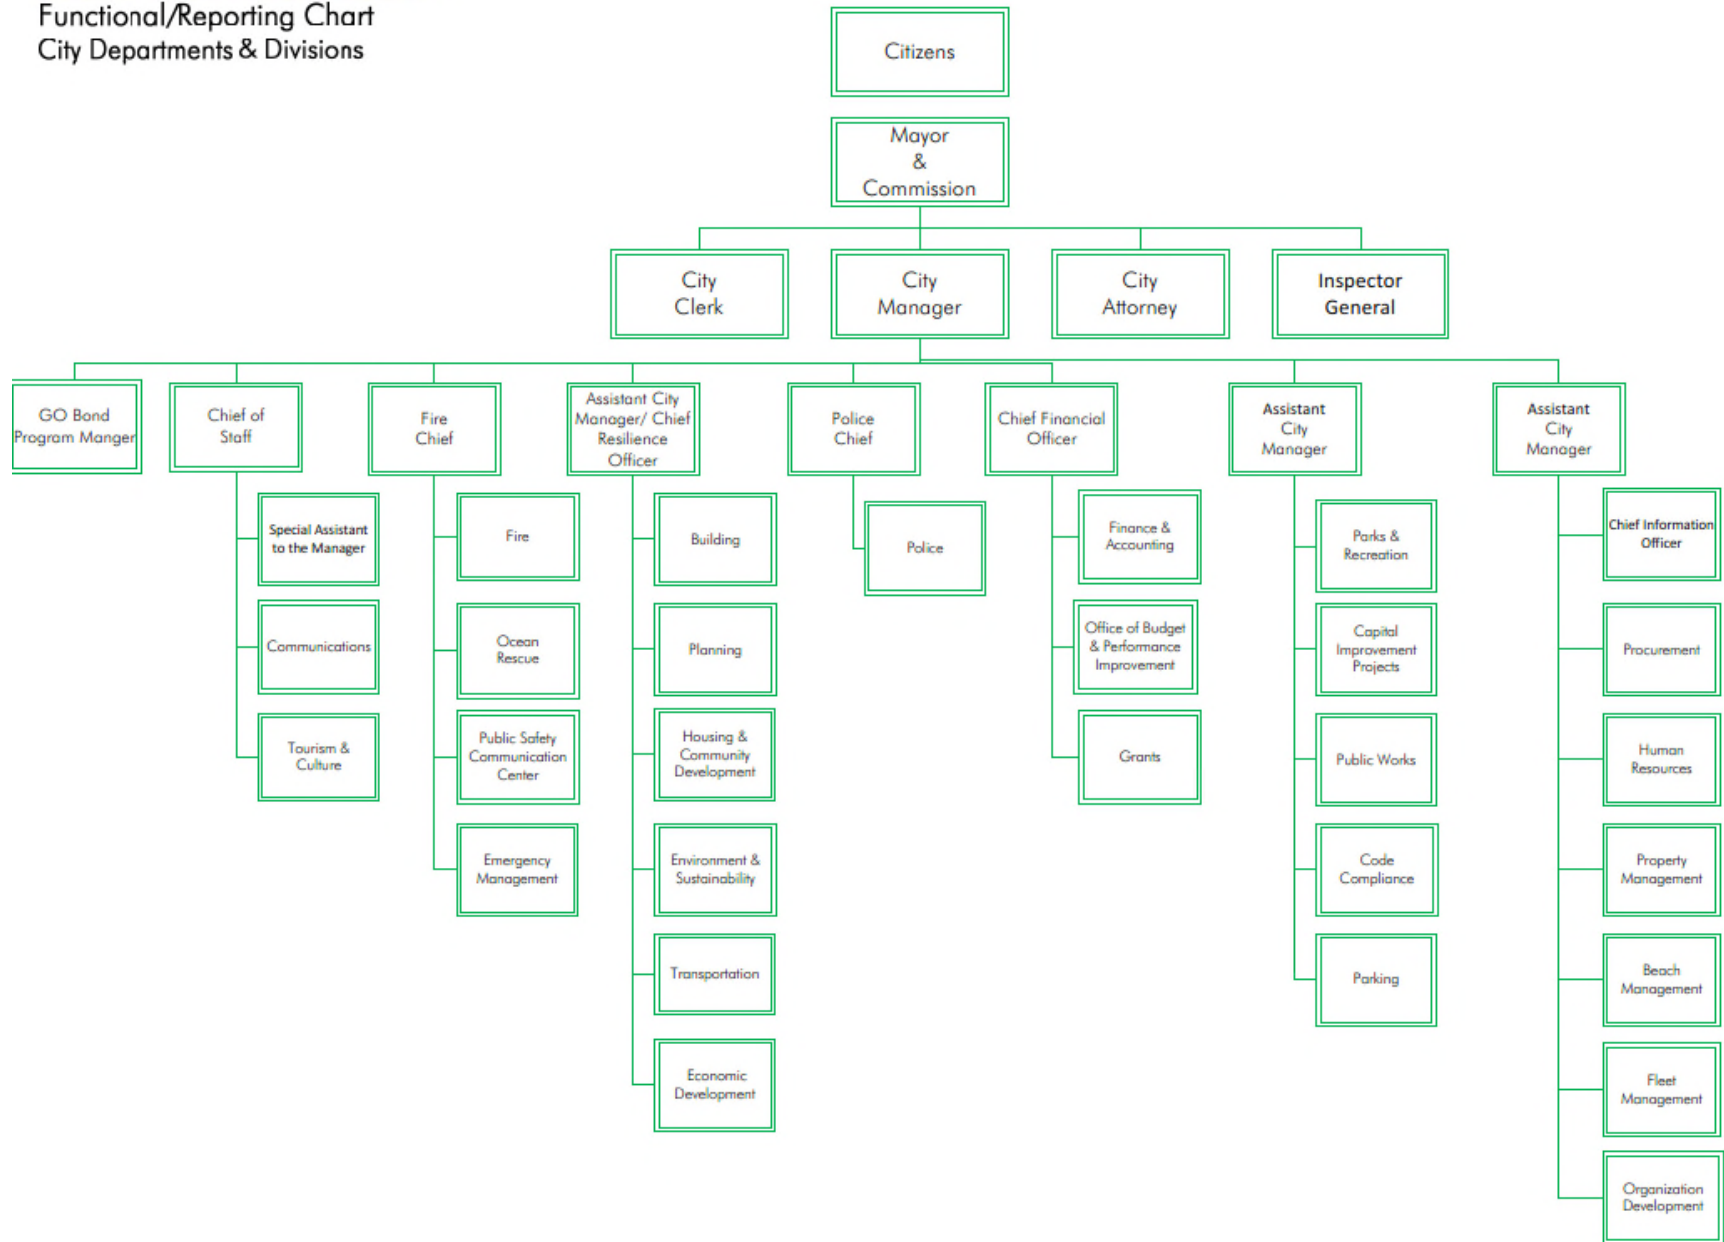 Functional/Reporting Chart
City Departments & Divisions
Citizens
Mayor
&
Commission
City
Clerk
City
Manager
City
Attorney
Inspector
General
GO Bond
Program Manger
Chief of
Staff
Fire
Chief
Assistant City
Manager/ Chief
Resilience
Officer
Police
Chief
Chief Financial
Officer
Assistant
City
Manager
Assistant
City
Manager
Special Assistant
to the Manager
Communications
Tourism &
Culture
Fire
Ocean
Rescue
Public Safety
Communication
Center
Emergency
Management
Building
Planning
Housing &
Community
Development
Environment &
Sustainability
Transportation
Economic
Development
Police
Finance &
Accounting
Office of Budget
& Performance
Improvement
Grants
Parks &
Recreation
Capital
Improvement
Projects
Public Works
Code
Compliance
Parking
Chief Information
Officer
Procurement
Human
Resources
Property
Management
Beach
Management
Fleet
Management
Organization
Development